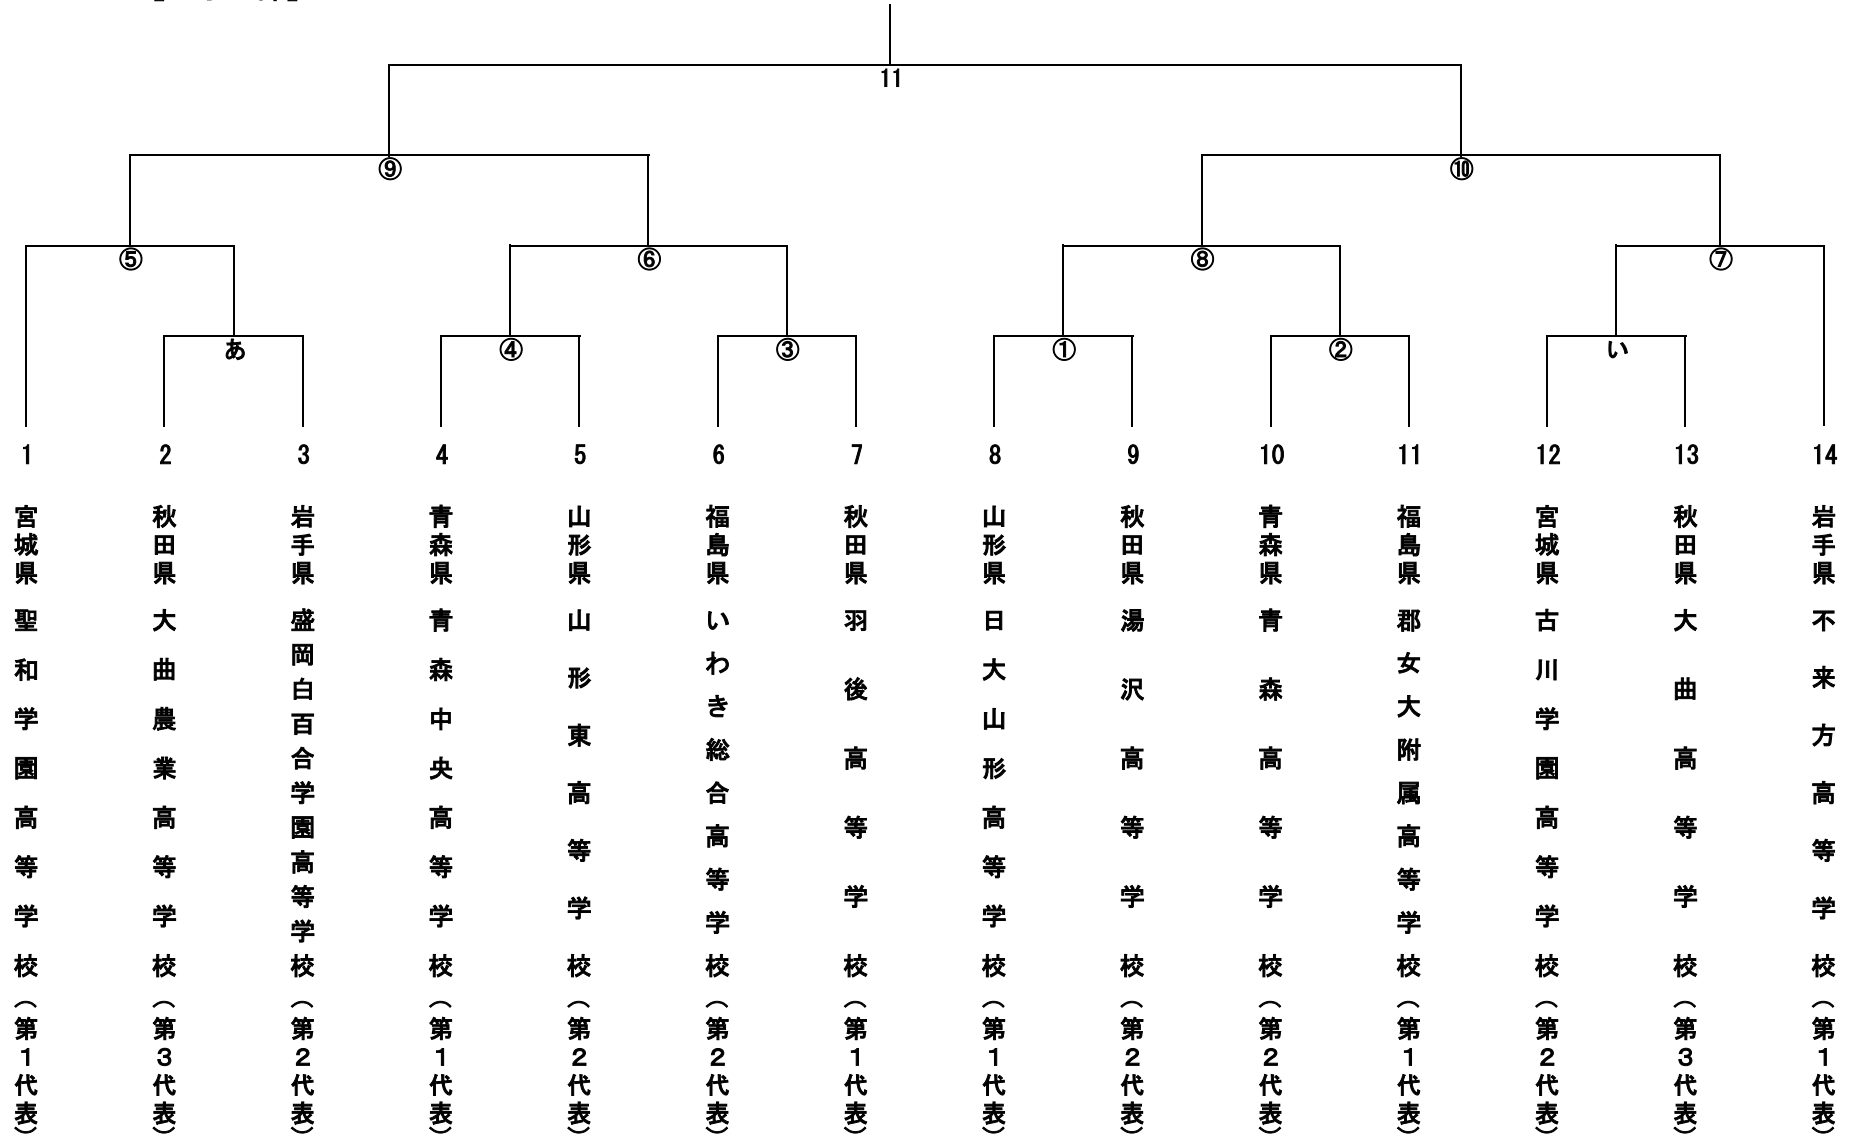 11
⑨
⑩
⑤
⑥
⑧
⑦
あ
④
③
①
②
い
1
2
3
4
5
6
7
8
9
10
11
12
13
14
宮城県 聖和学園高等学校（第１代表）
秋田県 大曲農業高等学校（第３代表）
岩手県 盛岡白百合学園高等学校（第２代表）
青森県 青森中央高等学校（第１代表）
山形県 山形東高等学校（第２代表）
福島県 いわき総合高等学校（第２代表）
秋田県 羽後高等学校（第１代表）
山形県 日大山形高等学校（第１代表）
秋田県 湯沢高等学校（第２代表）
青森県 青森高等学校（第２代表）
福島県 郡女大附属高等学校（第１代表）
宮城県 古川学園高等学校（第２代表）
秋田県 大曲高等学校（第３代表）
岩手県 不来方高等学校（第１代表）